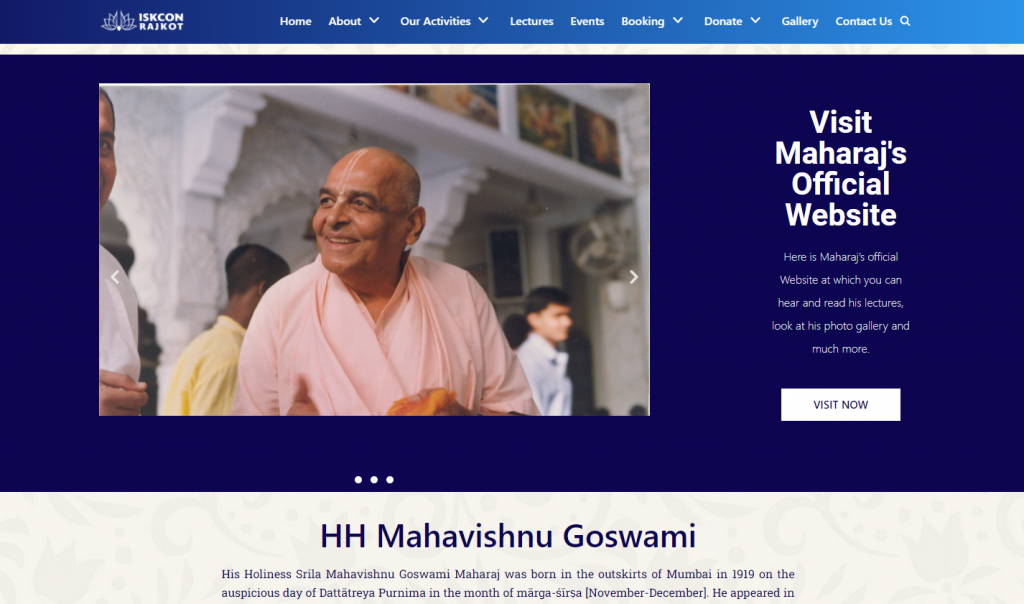 ISKCON
RAJKOT
Home About Our Activities Lectures Events Booking Donate Gallery Contact Us
Visit
Maharaj's
Official
Website
Here is Maharaj's official
Website at which you can
hear and read his lectures,
look at his photo gallery and
much more.
VISIT NOW
HH Mahavishnu Goswami
His Holiness Srila Mahavishnu Goswami Maharaj was born in the outskirts of Mumbai in 1919 on the
auspicious day of Dattātreya Purnima in the month of mārga-śīrṣa [November-December]. He appeared in